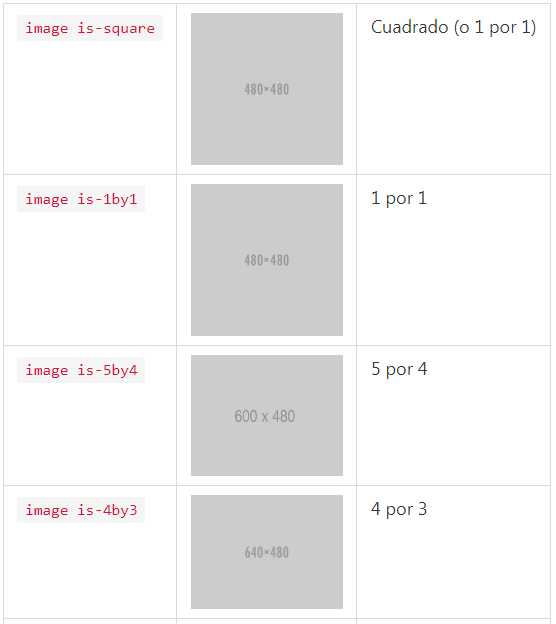 image is-square
480×480
Cuadrado (o 1 por 1)
image is-1by1
480×480
1 por 1
image is-5by4
600 x 480
5 por 4
image is-4by3
640×480
4 por 3